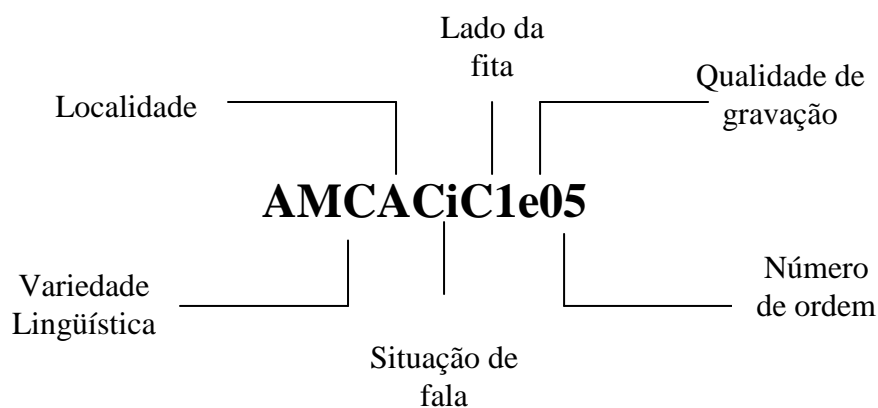 Lado da
fita
Qualidade de
gravação
Localidade
AMCACiC1e05
Variedade
Lingüística
Número
de ordem
Situação de
fala